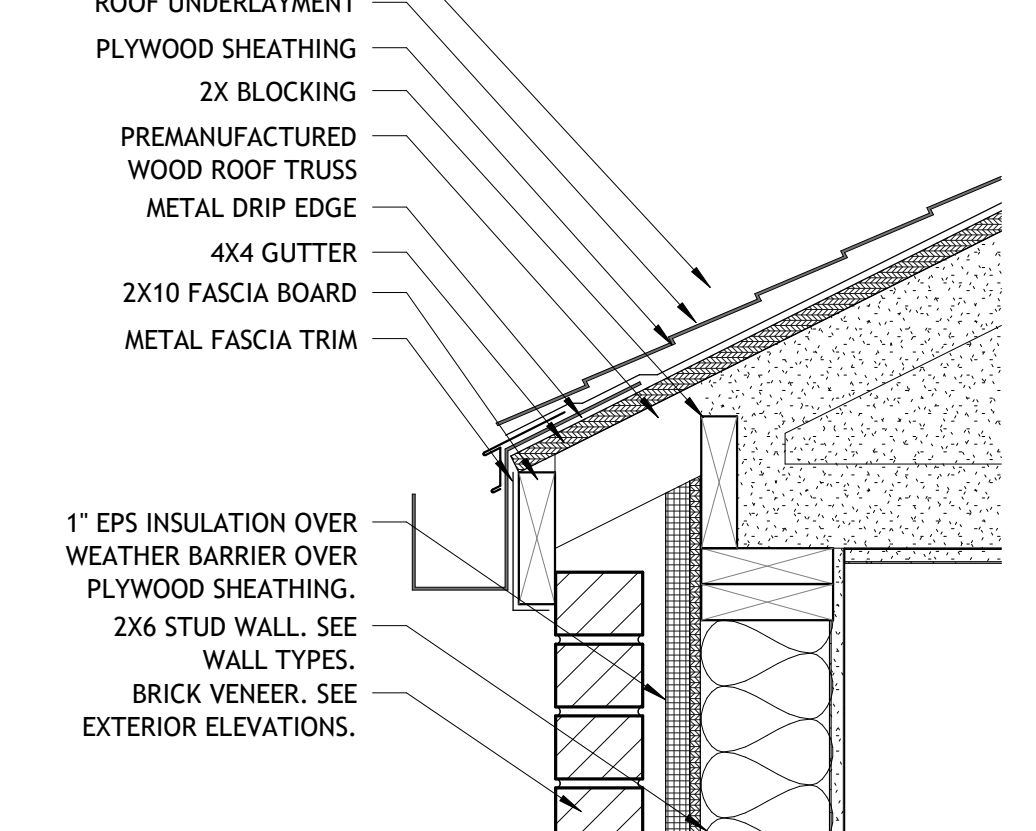 ROOF UNDERLAYMENT
PLYWOOD SHEATHING
2X BLOCKING
PREMANUFACTURED
WOOD ROOF TRUSS
METAL DRIP EDGE
4X4 GUTTER
2X10 FASCIA BOARD
METAL FASCIA TRIM
1" EPS INSULATION OVER
WEATHER BARRIER OVER
PLYWOOD SHEATHING.
2X6 STUD WALL. SEE
WALL TYPES.
BRICK VENEER. SEE
EXTERIOR ELEVATIONS.